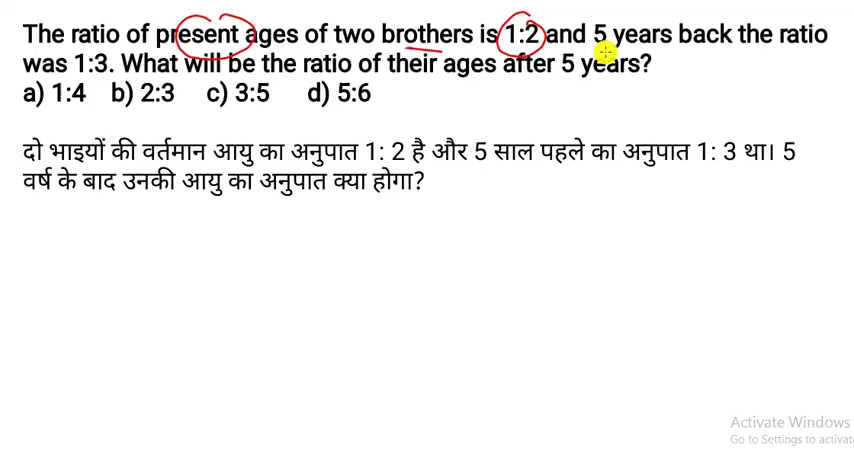 The ratio of present ages of two brothers is 1:2 and 5 years back the ratio
was 1:3. What will be the ratio of their ages after 5 years?
a) 1:4 b) 2:3 c) 3:5 d) 5:6
दो भाइयों की वर्तमान आयु का अनुपात 1: 2 है और 5 साल पहले का अनुपात 1: 3 था। 5
वर्ष के बाद उनकी आयु का अनुपात क्या होगा?
Activate Windows
Go to Settings to activat